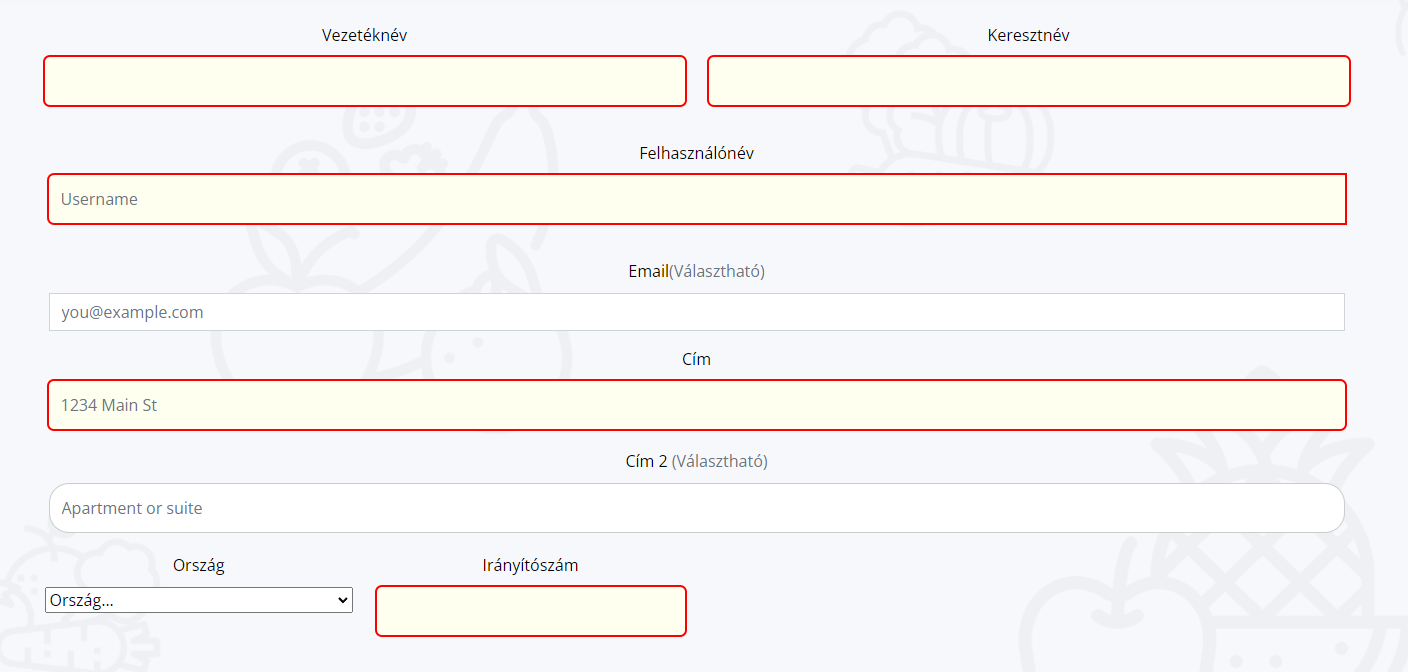 Vezetéknév Keresztnév
Felhasználónév
Username
Email(Választható)
you@example.com
Cím
1234 Main St
Cím 2 (Választható)
Apartment or suite
Ország Irányítószám
Ország...